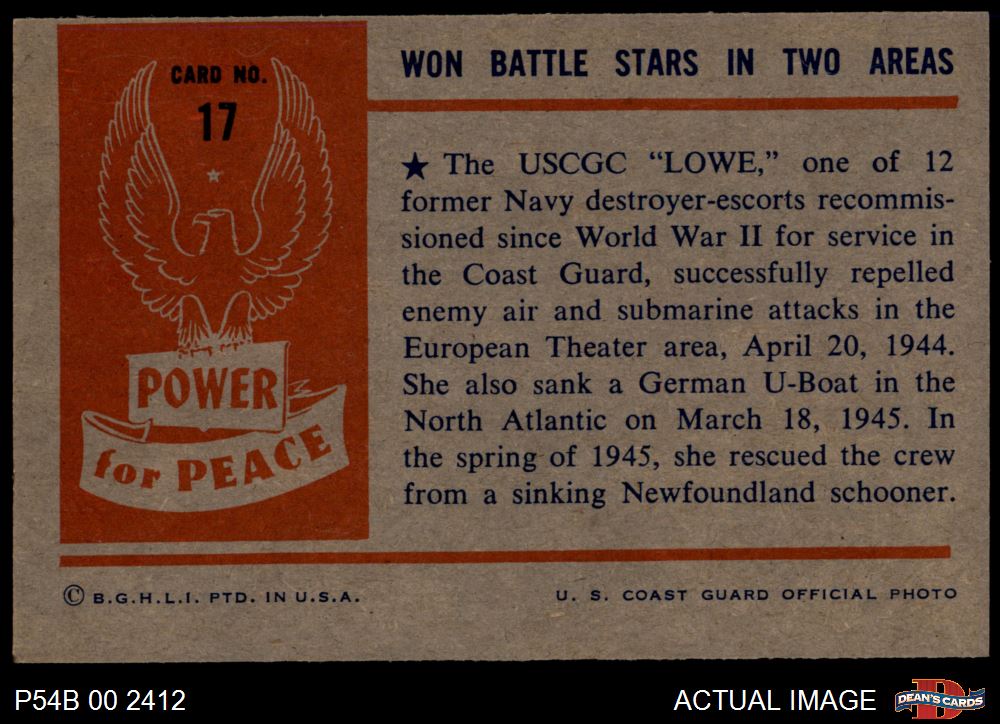 CARD NO.
17
POWER
for PEACE
WON BATTLE STARS IN TWO AREAS
★ The USCGC “LOWE,” one of 12
former Navy destroyer-escorts recommis-
sioned since World War II for service in
the Coast Guard, successfully repelled
enemy air and submarine attacks in the
European Theater area, April 20, 1944.
She also sank a German U-Boat in the
North Atlantic on March 18, 1945. In
the spring of 1945, she rescued the crew
from a sinking Newfoundland schooner.
© B.G.H.L.I. PTD. IN U.S.A.
U. S. COAST GUARD OFFICIAL PHOTO
P54B 00 2412
ACTUAL IMAGE
D
DEAN'S CARDS